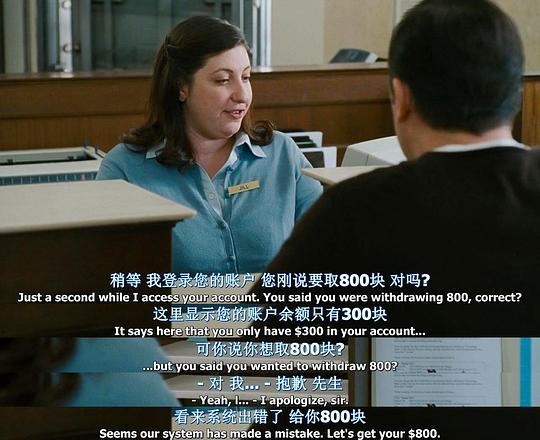 JILL
稍等 我登录您的账户 您刚说要取800块 对吗?
Just a second while I access your account. You said you were withdrawing 800, correct?
这里显示您的账户余额只有300块
It says here that you only have $300 in your account...
可你说你想取800块?
...but you said you wanted to withdraw 800?
- 对 我... - 抱歉 先生
- Yeah, I... - I apologize, sir.
看来系统出错了 给你800块
Seems our system has made a mistake. Let's get your $800.